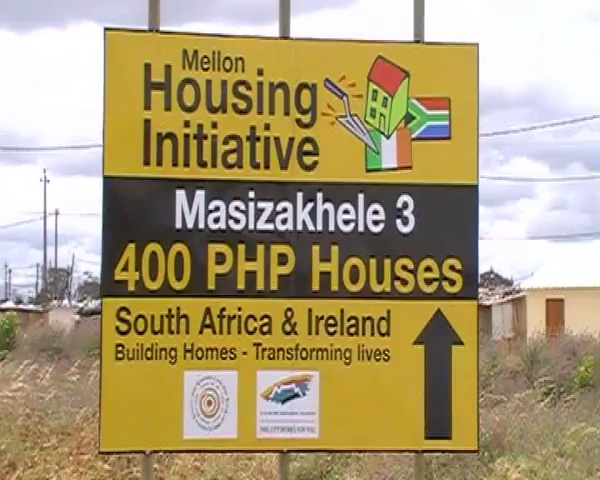 Mellon
Housing
Initiative
Masizakhele 3
400 PHP Houses
South Africa & Ireland
Building Homes - Transforming lives